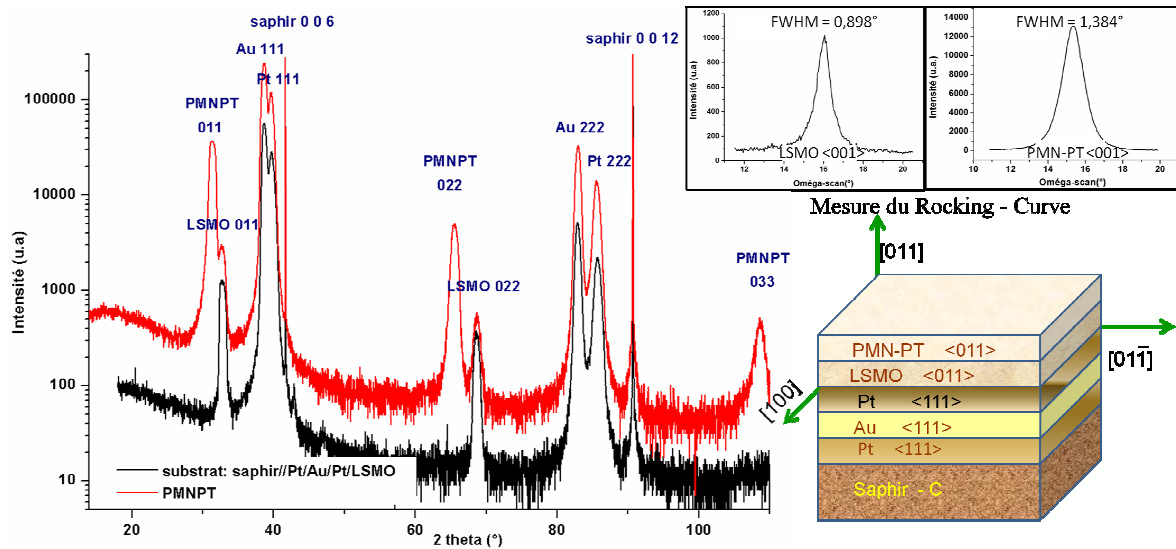 saphir 0 0 6
Au 111
Pt 111
PMNPT
011
LSMO 011
PMNPT
022
LSMO 022
Au 222
Pt 222
saphir 0 0 12
PMNPT
033
Intensité (u.a)
100000
10000
1000
100
10
substrat: saphir//Pt/Au/Pt/LSMO
PMNPT
20
40
60
80
100
2 theta (°)
FWHM = 0,898°
Intensité (u.a.)
1200
1000
800
600
400
200
0
LSMO <001>
12
14
16
18
20
Oméga-scan(°)
FWHM = 1,384°
Intensité (u.a.)
14000
12000
10000
8000
6000
4000
2000
0
PMN-PT <001>
10
12
14
16
18
20
Oméga-scan(°)
Mesure du Rocking - Curve
[011]
[011̄]
[100]
PMN-PT <011>
LSMO <011>
Pt <111>
Au <111>
Pt <111>
Saphir - C